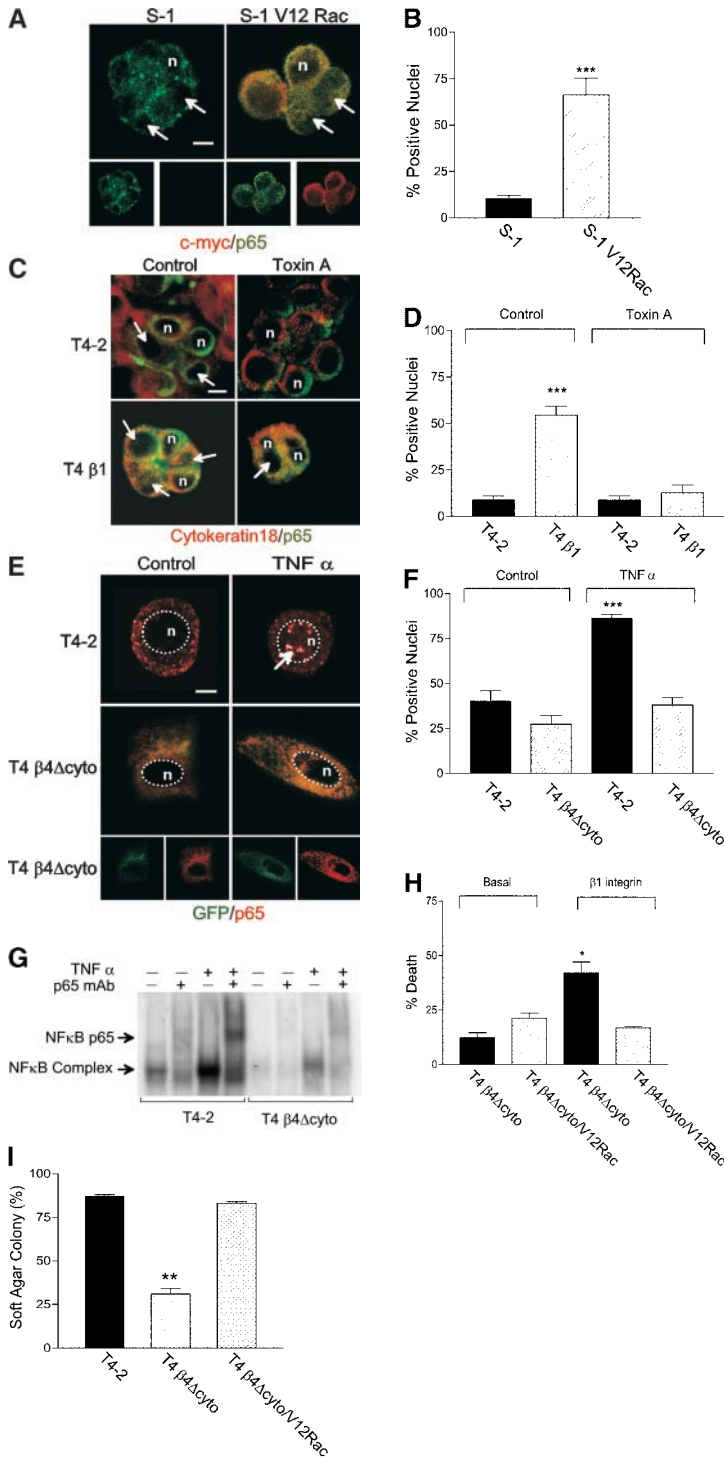 A
S-1
S-1 V12 Rac
n
n
c-myc/p65
B
100
75
50
25
0
% Positive Nuclei
***
S-1
S-1 V12Rac
C
Control
Toxin A
T4-2
n
n
n
n
T4 β1
n
n
n
Cytokeratin18/p65
D
Control
Toxin A
100
75
50
25
0
% Positive Nuclei
***
T4-2
T4 β1
T4-2
T4 β1
E
Control
TNF α
T4-2
n
n
T4 β4Δcyto
n
n
T4 β4Δcyto
GFP/p65
F
Control
TNF α
100
75
50
25
0
% Positive Nuclei
***
T4-2
T4 β4Δcyto
T4-2
T4 β4Δcyto
G
TNF α — — + + — — + +
p65 mAb — + — + — + — +
NFκB p65
NFκB Complex
T4-2
T4 β4Δcyto
H
Basal
β1 integrin
75
50
25
0
% Death
*
T4 β4Δcyto
T4 β4Δcyto/V12Rac
T4 β4Δcyto
T4 β4Δcyto/V12Rac
I
100
75
50
25
0
Soft Agar Colony (%)
**
T4-2
T4 β4Δcyto
T4 β4Δcyto/V12Rac